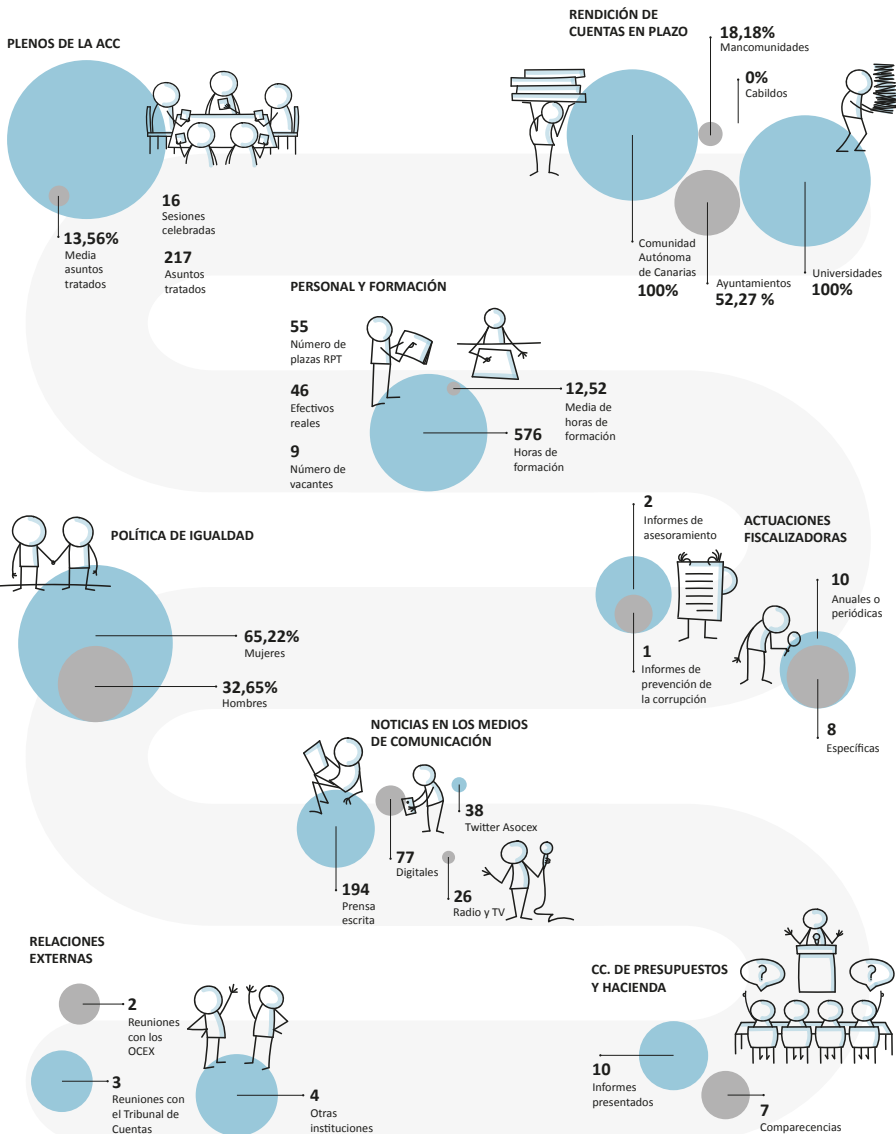 PLENOS DE LA ACC
13,56%
Media
asuntos
tratados
16
Sesiones
celebradas
217
Asuntos
tratados
RENDICIÓN DE
CUENTAS EN PLAZO
18,18%
Mancomunidades
0%
Cabildos
Comunidad
Autónoma
de Canarias
100%
Ayuntamientos
52,27 %
Universidades
100%
PERSONAL Y FORMACIÓN
55
Número de
plazas RPT
46
Efectivos
reales
9
Número de
vacantes
12,52
Media de
horas de
formación
576
Horas de
formación
POLÍTICA DE IGUALDAD
65,22%
Mujeres
32,65%
Hombres
ACTUACIONES
FISCALIZADORAS
2
Informes de
asesoramiento
1
Informes de
prevención de
la corrupción
10
Anuales o
periódicas
8
Específicas
NOTICIAS EN LOS MEDIOS
DE COMUNICACIÓN
38
Twitter Asocex
77
Digitales
194
Prensa
escrita
26
Radio y TV
RELACIONES
EXTERNAS
2
Reuniones
con los
OCEX
3
Reuniones con
el Tribunal de
Cuentas
4
Otras
instituciones
CC. DE PRESUPUESTOS
Y HACIENDA
?
?
10
Informes
presentados
7
Comparecencias